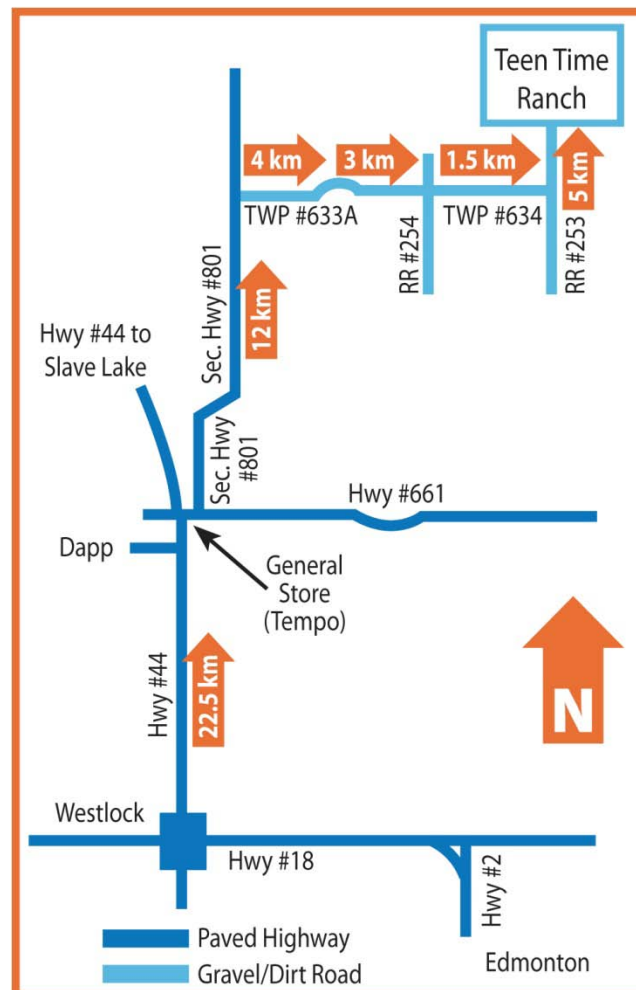 Teen Time
Ranch
4 km
3 km
1.5 km
5 km
TWP #633A
TWP #634
RR #254
RR #253
Sec. Hwy #801
12 km
Hwy #44 to
Slave Lake
Sec. Hwy
#801
Hwy #661
Dapp
General
Store
(Tempo)
Hwy #44
22.5 km
N
Westlock
Hwy #18
Hwy #2
Paved Highway
Edmonton
Gravel/Dirt Road